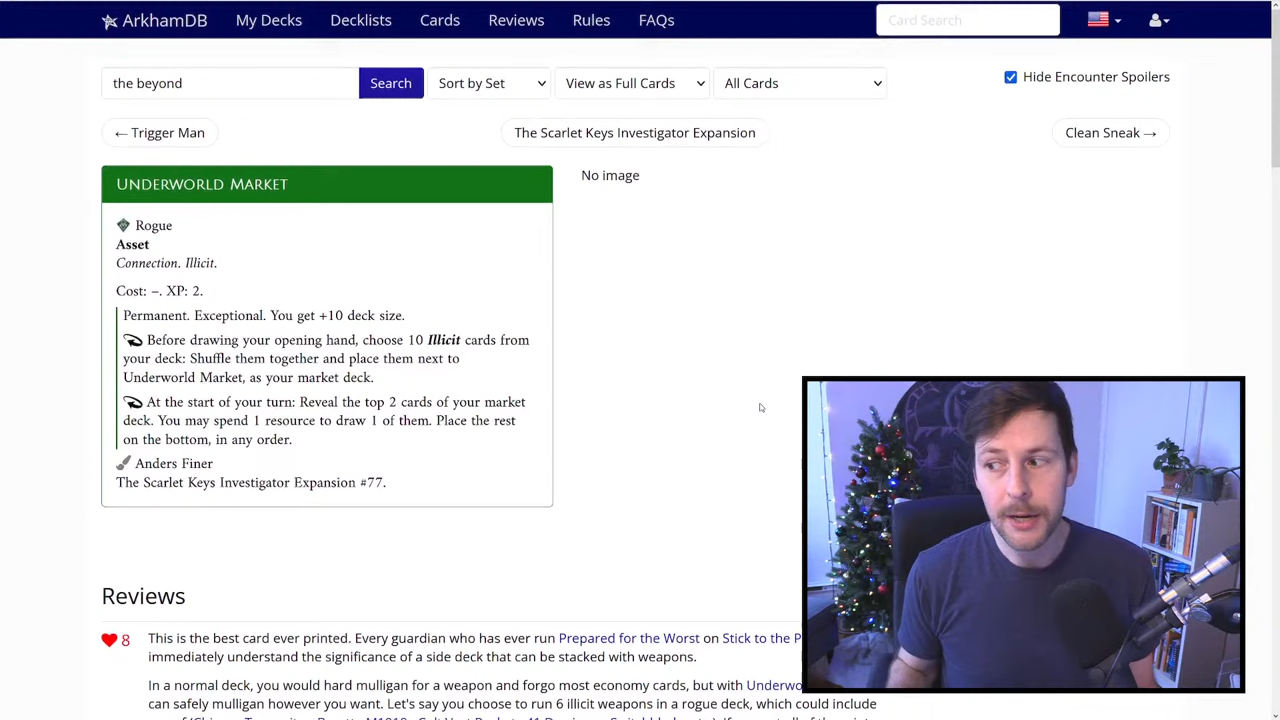 ArkhamDB My Decks Decklists Cards Reviews Rules FAQs Card Search
the beyond Search Sort by Set View as Full Cards All Cards Hide Encounter Spoilers
← Trigger Man The Scarlet Keys Investigator Expansion Clean Sneak →
UNDERWORLD MARKET
No image
Rogue
Asset
Connection. Illicit.
Cost: –. XP: 2.
Permanent. Exceptional. You get +10 deck size.
Before drawing your opening hand, choose 10 Illicit cards from
your deck: Shuffle them together and place them next to
Underworld Market, as your market deck.
At the start of your turn: Reveal the top 2 cards of your market
deck. You may spend 1 resource to draw 1 of them. Place the rest
on the bottom, in any order.
Anders Finer
The Scarlet Keys Investigator Expansion #77.
Reviews
8 This is the best card ever printed. Every guardian who has ever run Prepared for the Worst on Stick to the P
immediately understand the significance of a side deck that can be stacked with weapons.
In a normal deck, you would hard mulligan for a weapon and forgo most economy cards, but with Underwo
can safely mulligan however you want. Let's say you choose to run 6 illicit weapons in a rogue deck, which could include